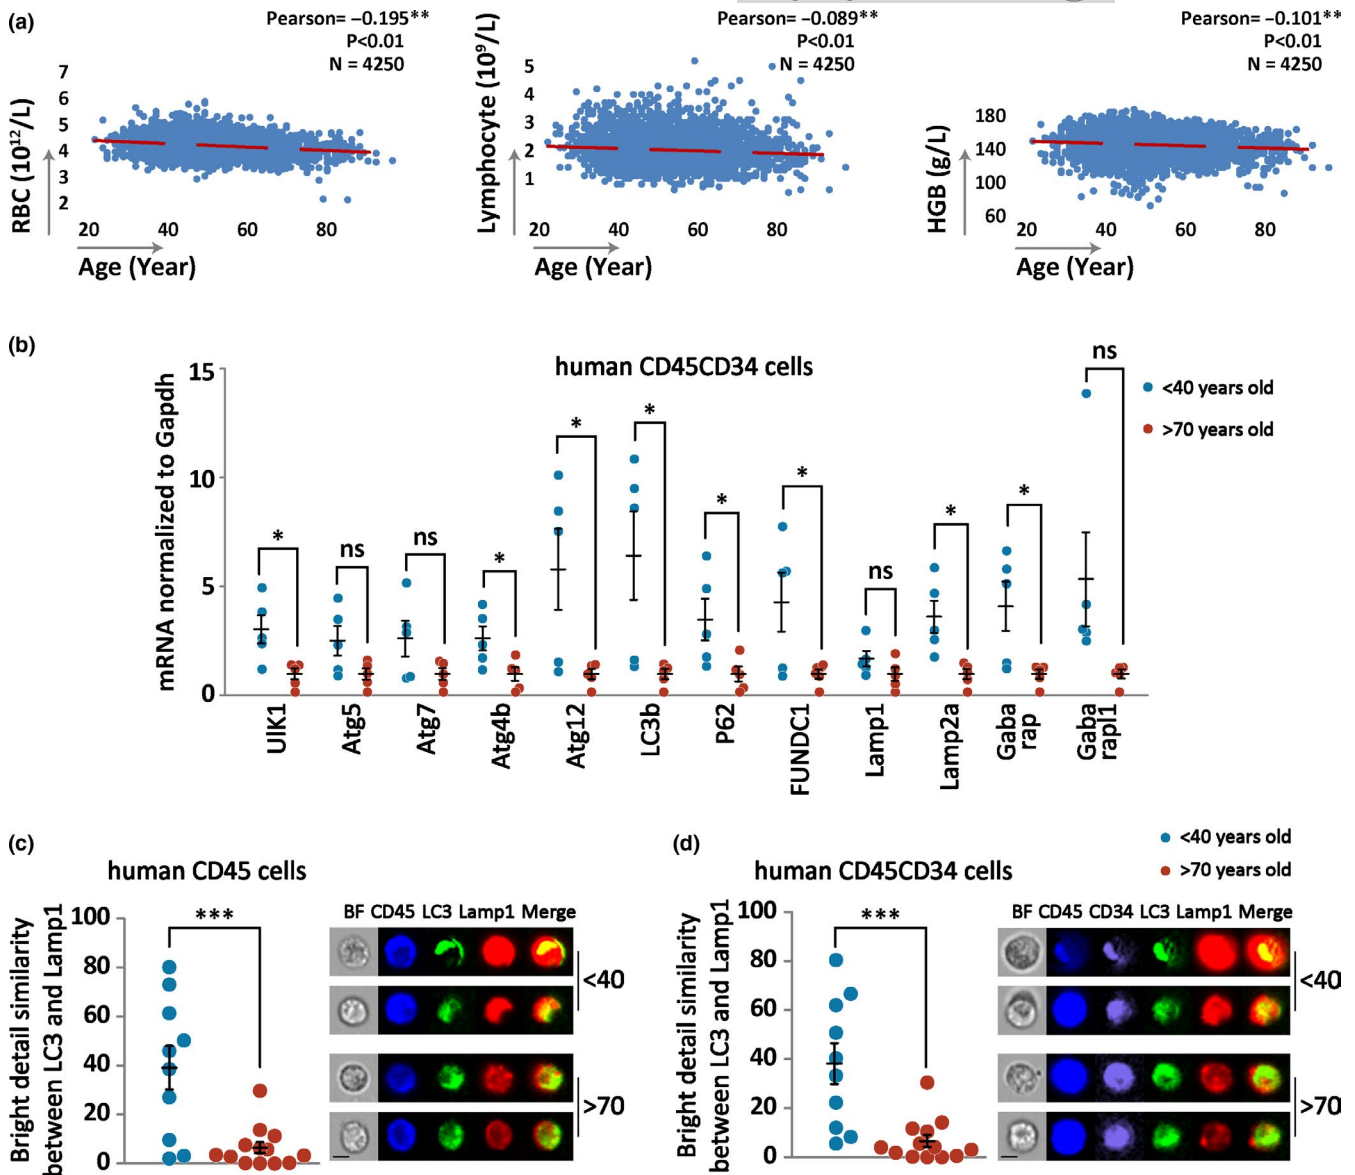 (a)
Pearson= –0.195**
P<0.01
N = 4250
RBC (10¹²/L)
7
6
5
4
3
2
20 40 60 80
Age (Year)
Pearson= –0.089**
P<0.01
N = 4250
Lymphocyte (10⁹/L)
5
4
3
2
1
20 40 60 80
Age (Year)
Pearson= –0.101**
P<0.01
N = 4250
HGB (g/L)
180
140
100
60
20 40 60 80
Age (Year)
(b)
human CD45CD34 cells
mRNA normalized to Gapdh
15
10
5
0
* ns ns * * * * * ns * * ns
<40 years old
>70 years old
UlK1 Atg5 Atg7 Atg4b Atg12 LC3b P62 FUNDC1 Lamp1 Lamp2a Gaba rap Gaba rapl1
(c)
human CD45 cells
Bright detail similarity
between LC3 and Lamp1
100
80
60
40
20
0
***
BF CD45 LC3 Lamp1 Merge
<40
>70
(d)
<40 years old
>70 years old
human CD45CD34 cells
Bright detail similarity
between LC3 and Lamp1
100
80
60
40
20
0
***
BF CD45 CD34 LC3 Lamp1 Merge
<40
>70